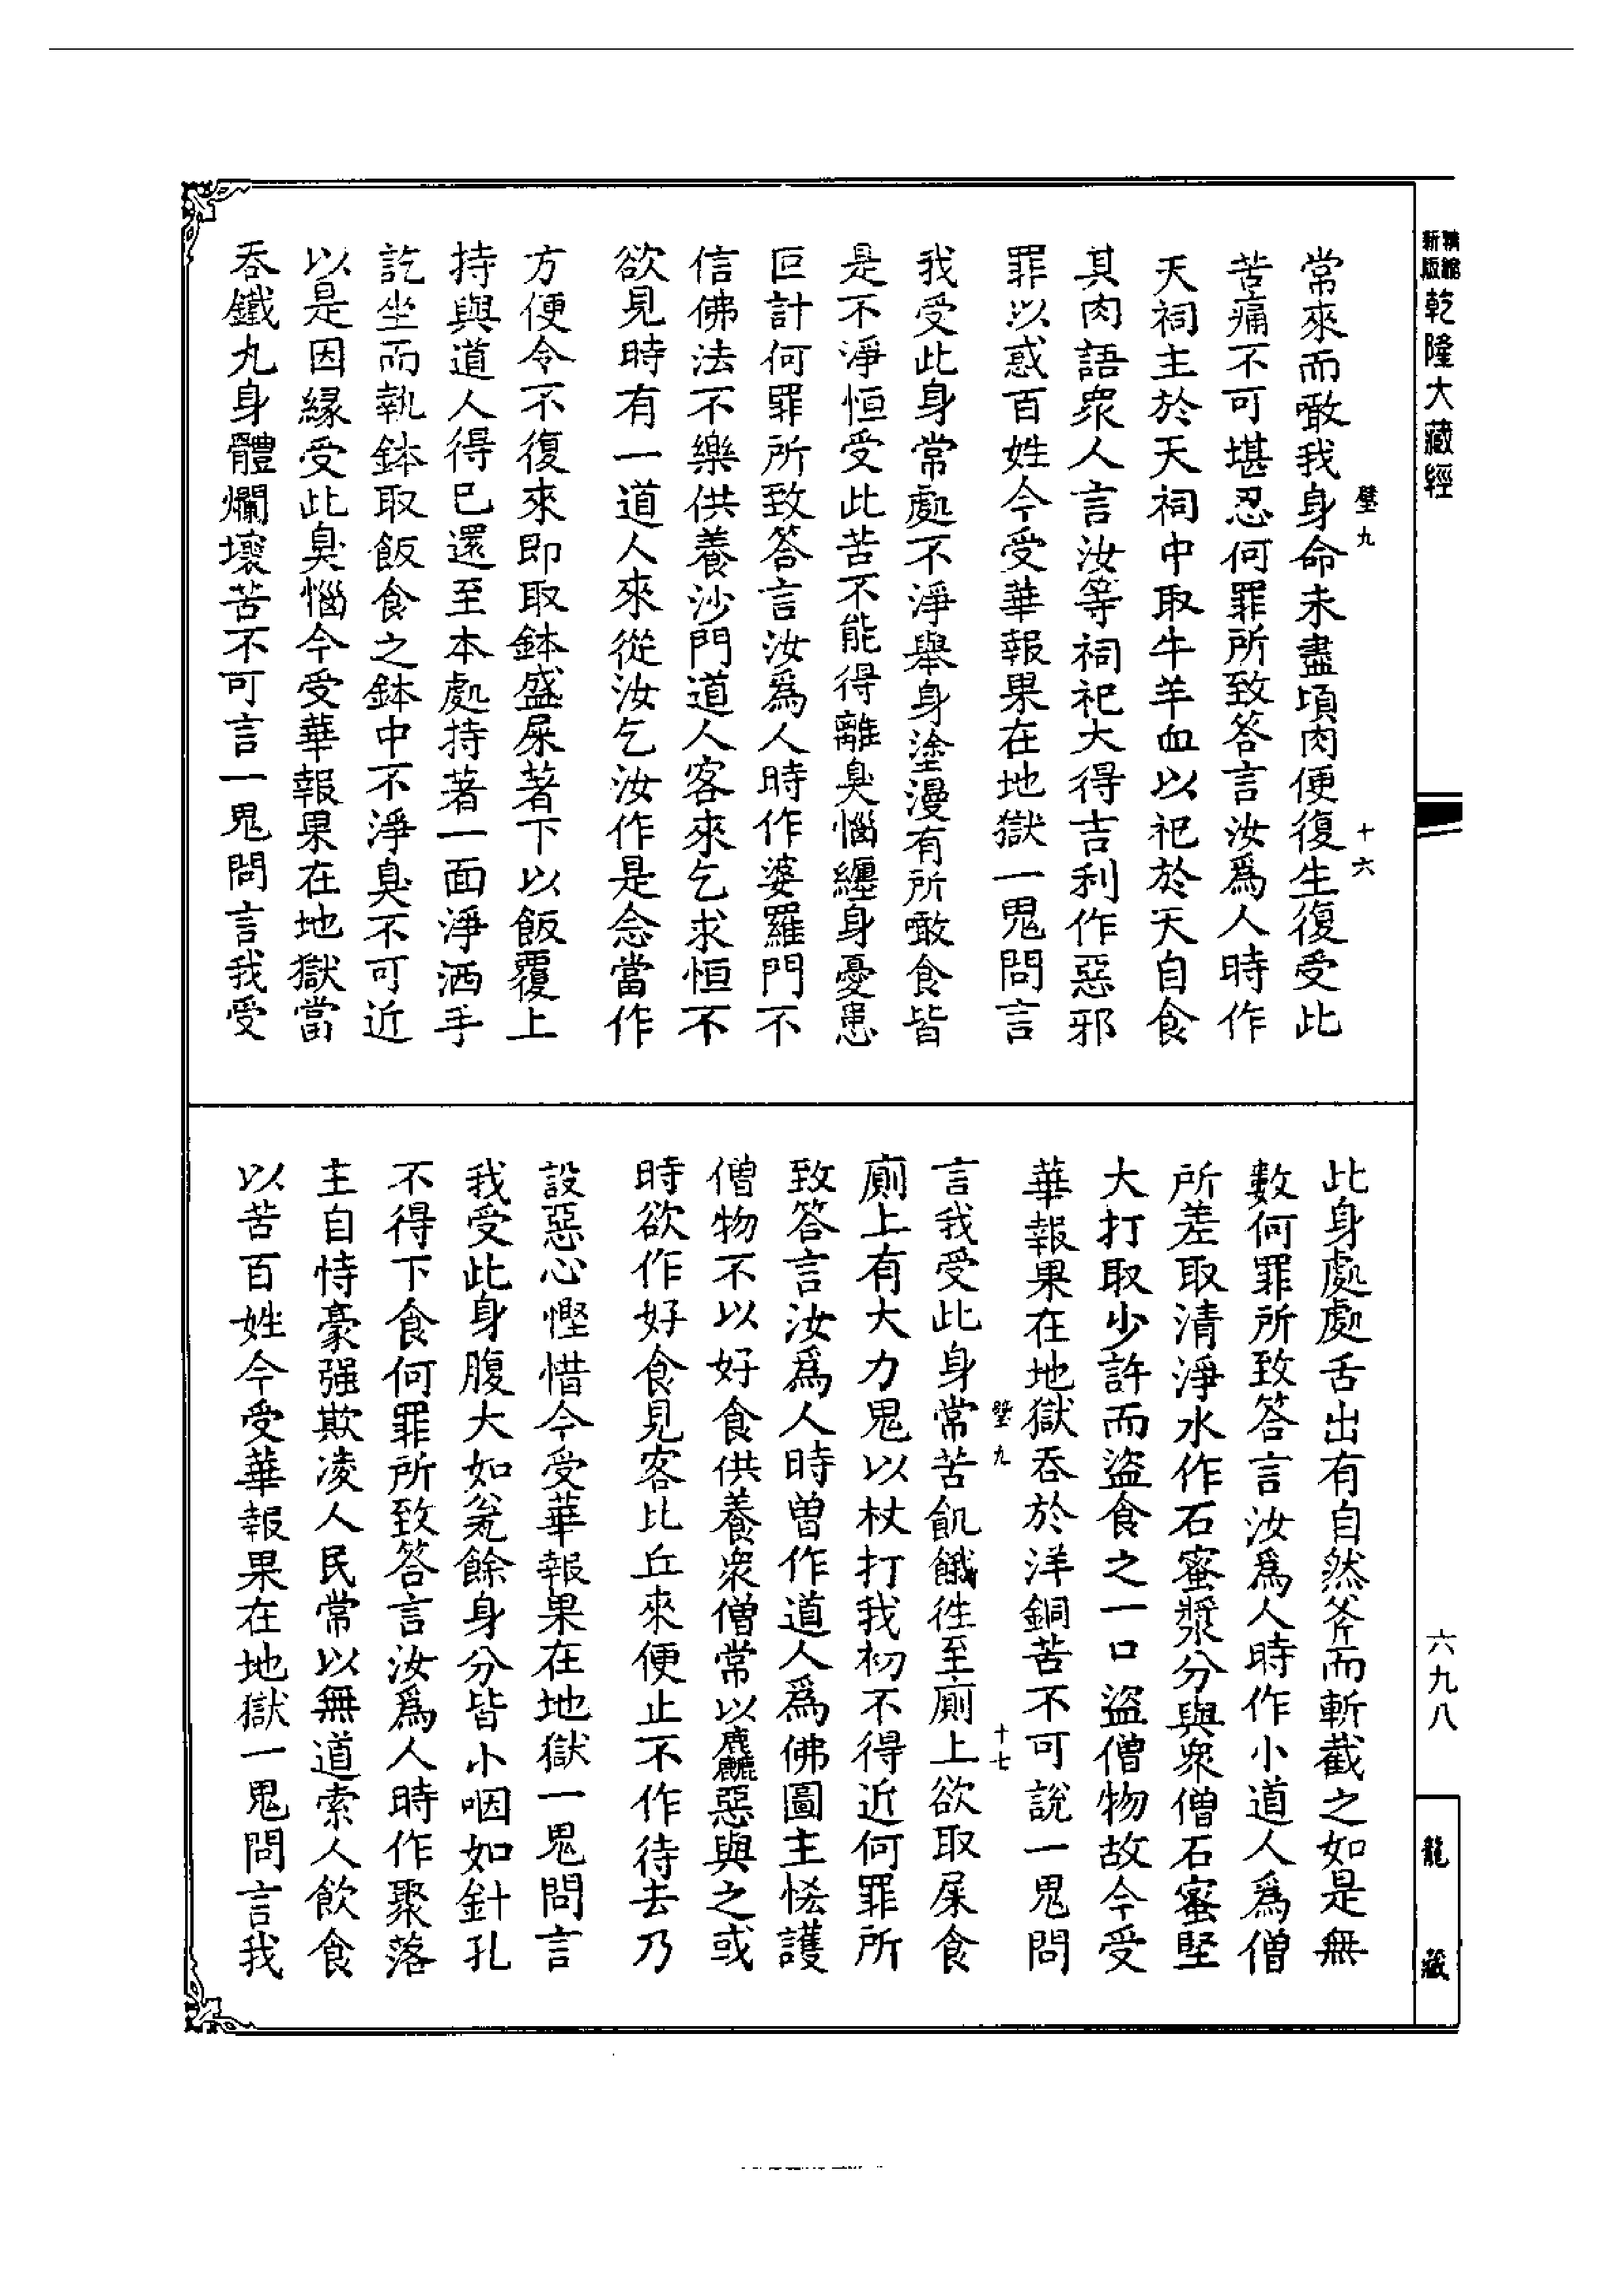 精縮新版乾隆大藏經
璧九
十六
常來而噉我身命未盡頃肉便復生復受此
苦痛不可堪忍何罪所致答言汝爲人時作
天祠主於天祠中取牛羊血以祀於天自食
其肉語衆人言汝等祠祀大得吉利作惡邪
罪以惑百姓今受華報果在地獄一鬼問言
我受此身常處不淨舉身塗漫有所噉食皆
是不淨恒受此苦不能得離臭惱纏身憂患
叵計何罪所致答言汝爲人時作婆羅門不
信佛法不樂供養沙門道人客來乞求恒不
欲見時有一道人來從汝乞汝作是念當作
方便令不復來即取鉢盛屎著下以飯覆上
持與道人得已還至本處持著一面淨洒手
訖坐而執鉢取飯食之鉢中不淨臭不可近
以是因緣受此臭惱今受華報果在地獄當
吞鐵九身體爛壞苦不可言一鬼問言我受
此身處處舌出有自然斧而斬截之如是無
數何罪所致答言汝爲人時作小道人爲僧
所差取清淨水作石蜜漿分與衆僧石蜜堅
大打取少許而盜食之一口盜僧物故今受
華報果在地獄吞於洋銅苦不可說一鬼問
璧九
十七
言我受此身常苦飢餓徃至廁上欲取屎食
廁上有大力鬼以杖打我初不得近何罪所
致答言汝爲人時曾作道人爲佛圖主悋護
僧物不以好食供養衆僧常以麤惡與之或
時欲作好食見客比丘來便止不作待去乃
設惡心慳惜今受華報果在地獄一鬼問言
我受此身腹大如瓮餘身分皆小咽如針孔
不得下食何罪所致答言汝爲人時作聚落
主自恃豪强欺凌人民常以無道索人飲食
以苦百姓今受華報果在地獄一鬼問言我
六九八
龍藏